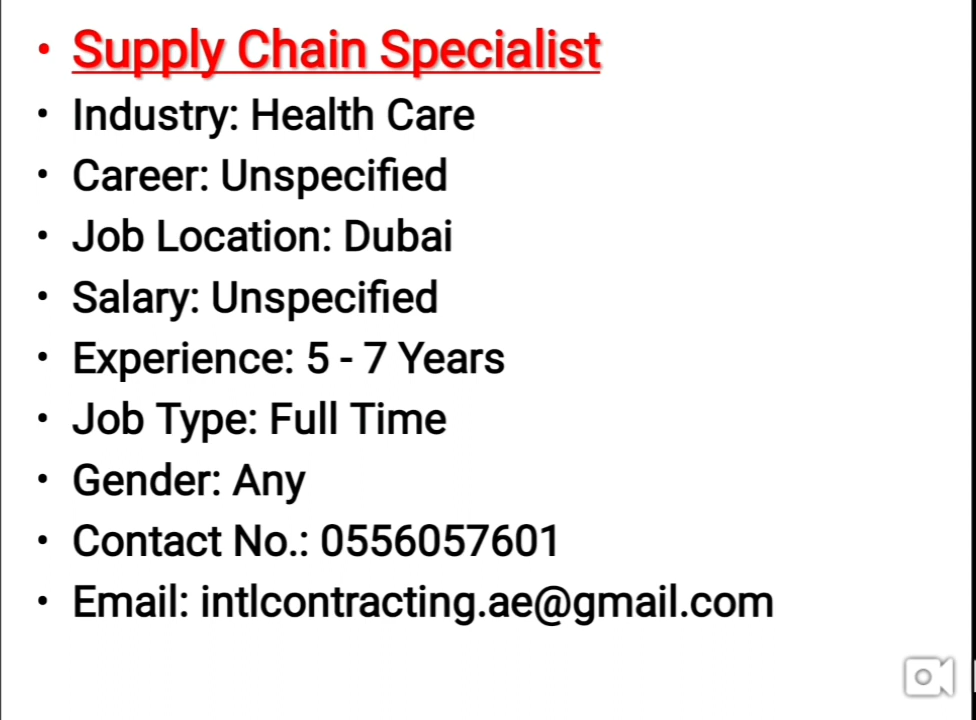 • Supply Chain Specialist
• Industry: Health Care
• Career: Unspecified
• Job Location: Dubai
• Salary: Unspecified
• Experience: 5 - 7 Years
• Job Type: Full Time
• Gender: Any
• Contact No.: 0556057601
• Email: intlcontracting.ae@gmail.com